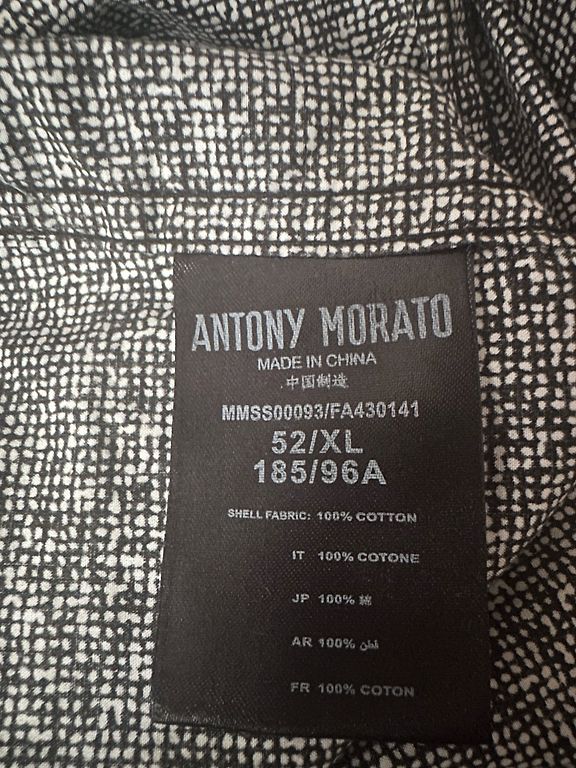 ANTONY MORATO
MADE IN CHINA
中国制造
MMSS00093/FA430141
52/XL
185/96A
SHELL FABRIC: 100% COTTON
IT 100% COTONE
JP 100% 綿
AR 100% قطن
FR 100% COTON